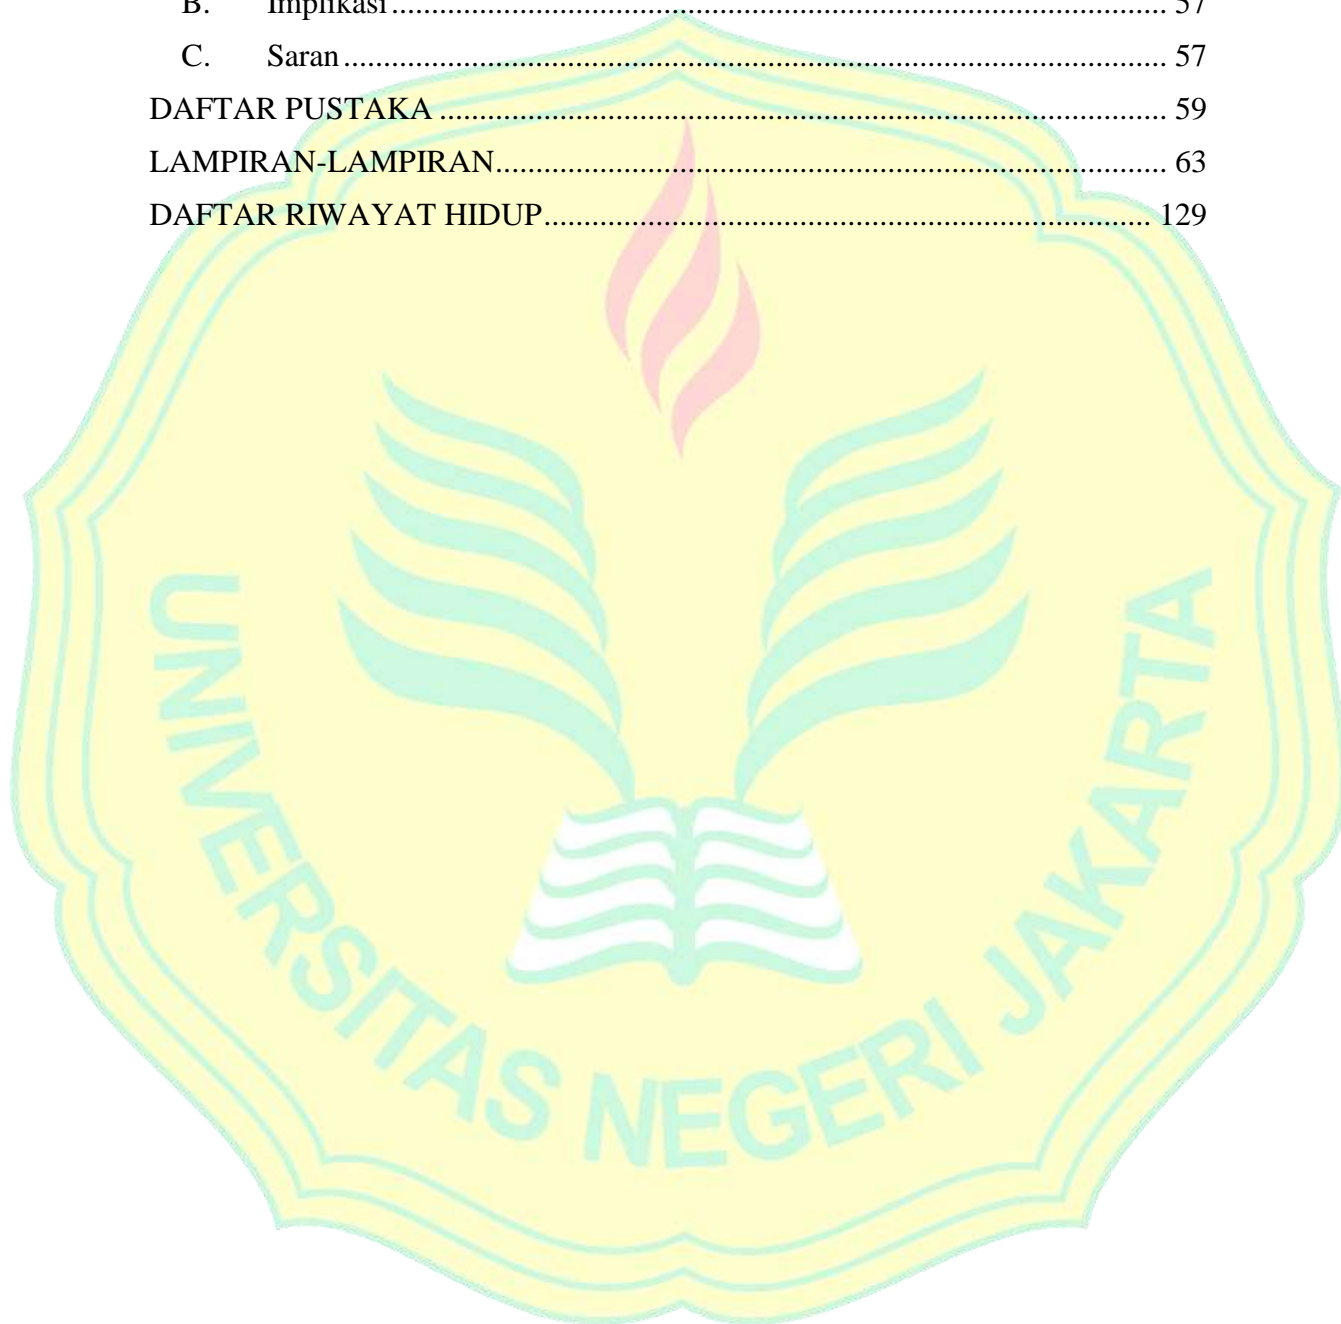 B. Implikasi ........................................................................................ 57
C. Saran ........................................................................................ 57
DAFTAR PUSTAKA ........................................................................................ 59
LAMPIRAN-LAMPIRAN ........................................................................................ 63
DAFTAR RIWAYAT HIDUP ........................................................................................ 129
UNIVERSITAS NEGERI JAKARTA